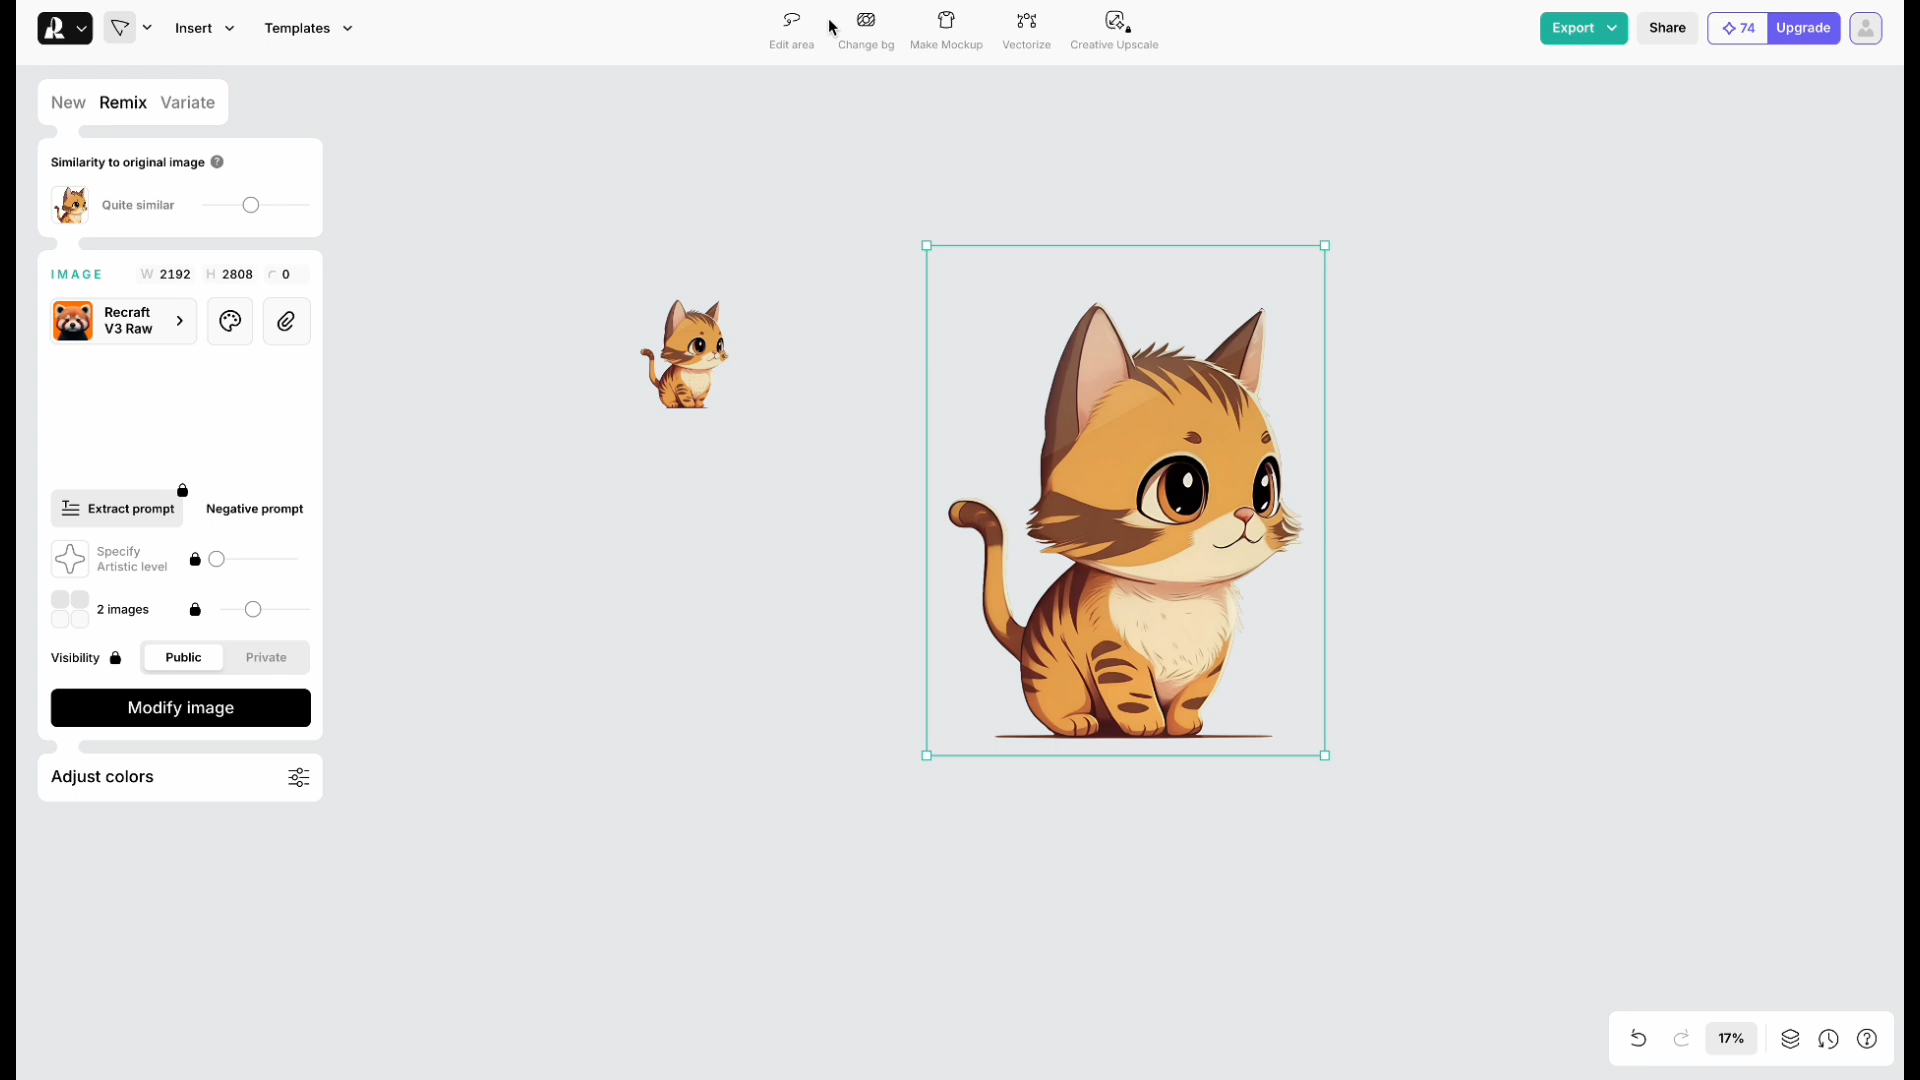 Insert
Templates
Edit area
Change bg
Make Mockup
Vectorize
Creative Upscale
Export
Share
74
Upgrade
New Remix Variate
Similarity to original image ?
Quite similar
IMAGE W 2192 H 2808 0
Recraft
V3 Raw
Extract prompt
Negative prompt
Specify
Artistic level
2 images
Visibility Public Private
Modify image
Adjust colors
17% ?